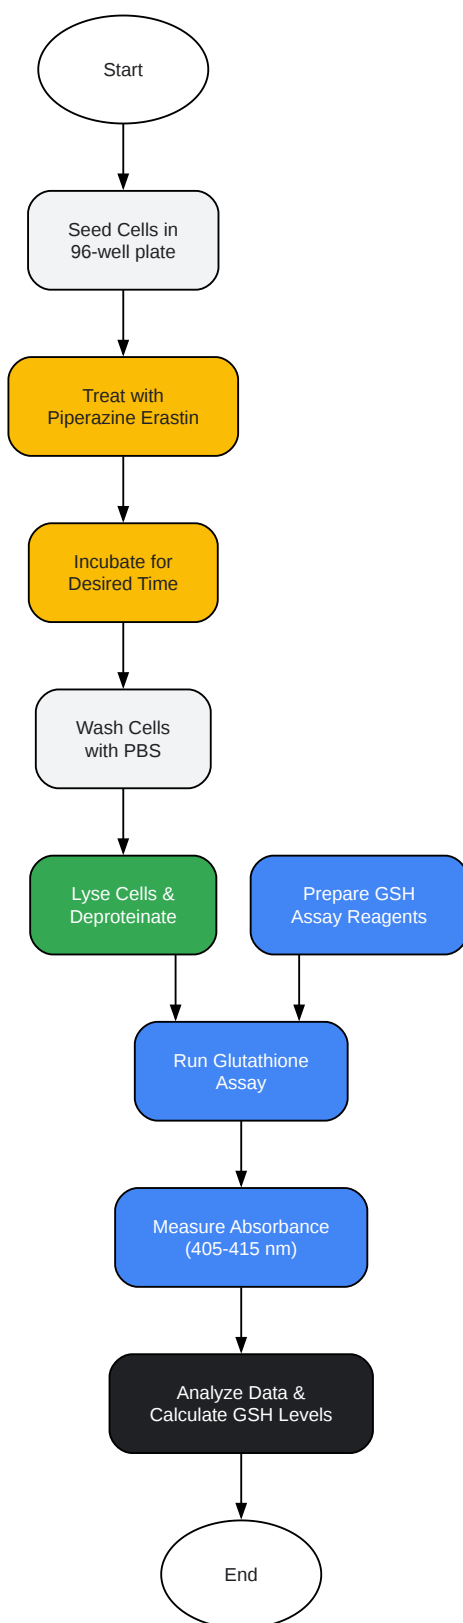 Start
Seed Cells in
96-well plate
Treat with
Piperazine Erastin
Incubate for
Desired Time
Wash Cells
with PBS
Lyse Cells &
Deproteinate
Prepare GSH
Assay Reagents
Run Glutathione
Assay
Measure Absorbance
(405-415 nm)
Analyze Data &
Calculate GSH Levels
End